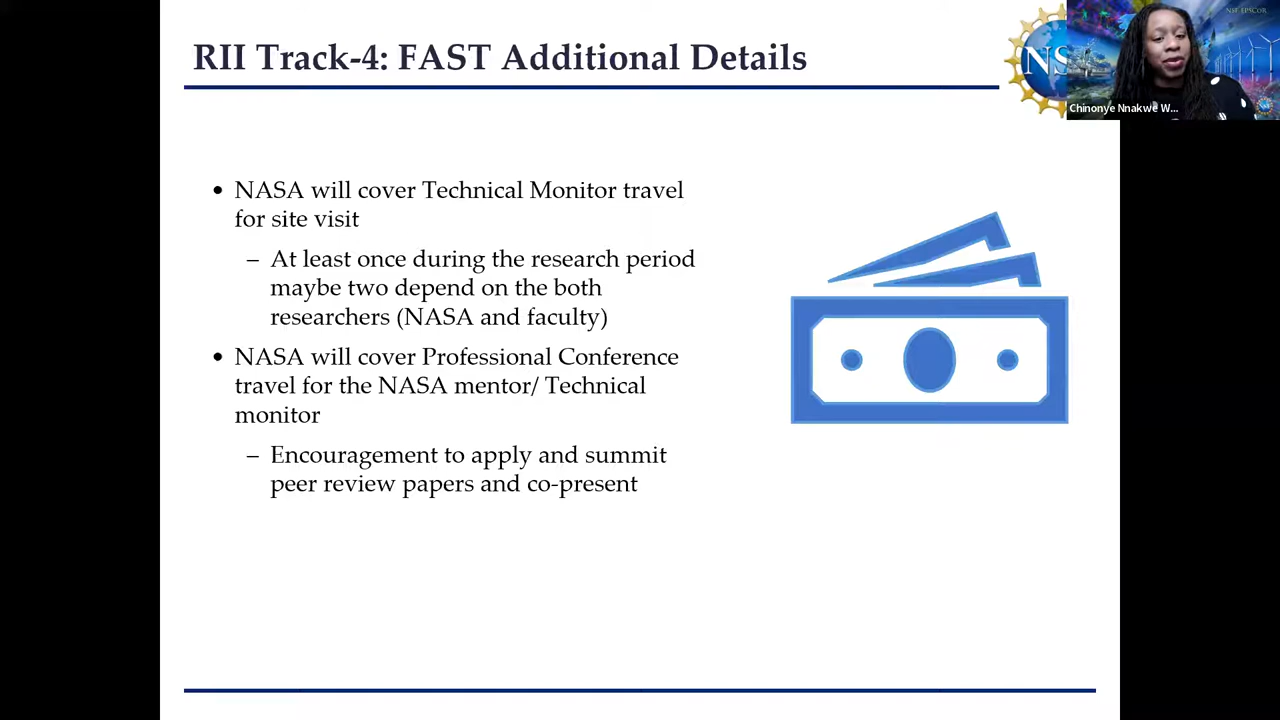 RII Track-4: FAST Additional Details
NSF EPSCOR
Chinonye Nnakwe W...
• NASA will cover Technical Monitor travel
for site visit
– At least once during the research period
maybe two depend on the both
researchers (NASA and faculty)
• NASA will cover Professional Conference
travel for the NASA mentor/ Technical
monitor
– Encouragement to apply and summit
peer review papers and co-present